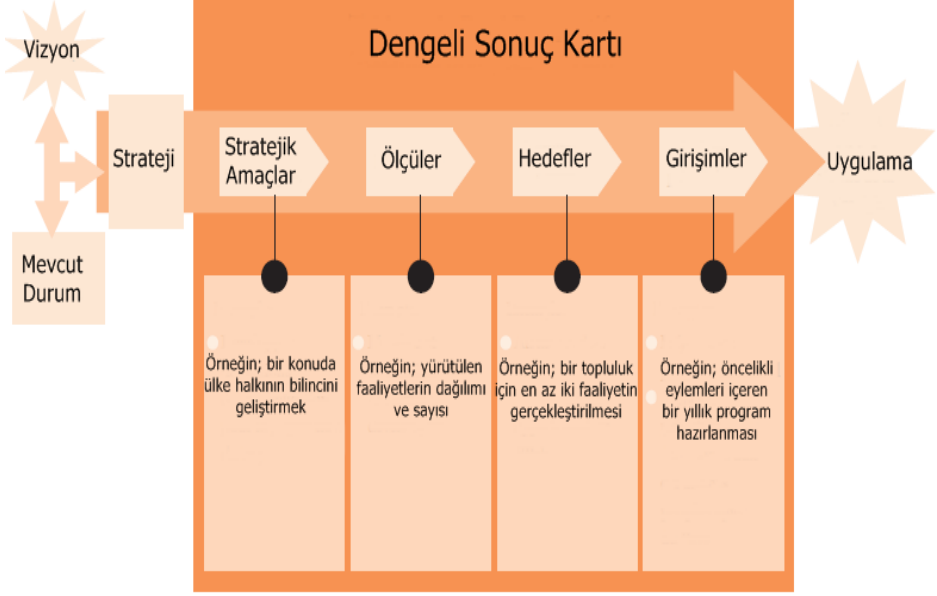 Dengeli Sonuç Kartı
Vizyon
Strateji
Mevcut
Durum
Stratejik
Amaçlar
Ölçüler
Hedefler
Girişimler
Uygulama
Örneğin; bir konuda
ülke halkının bilincini
geliştirmek
Örneğin; yürütülen
faaliyetlerin dağılımı
ve sayısı
Örneğin; bir topluluk
için en az iki faaliyetin
gerçekleştirilmesi
Örneğin; öncelikli
eylemleri içeren
bir yıllık program
hazırlanması